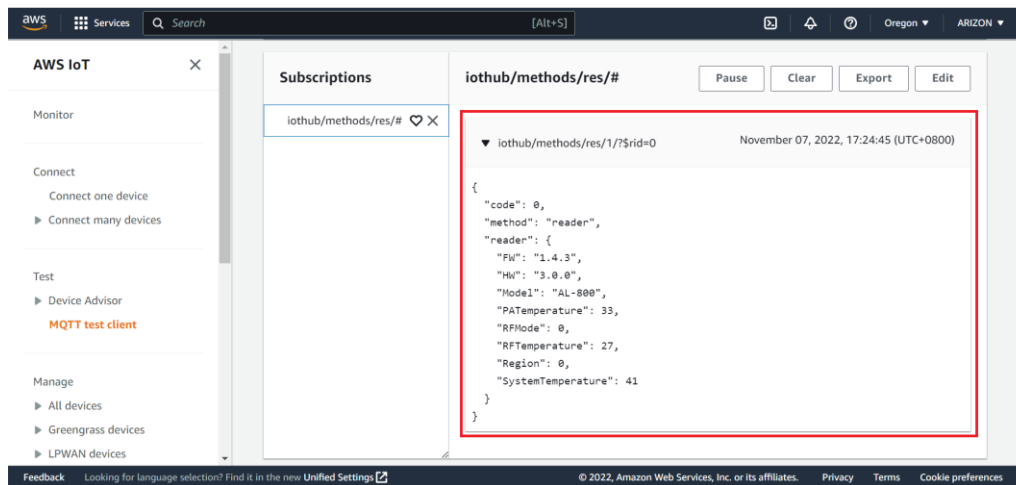 aws Services Search [Alt+S] Oregon ▼ ARIZON ▼
AWS IoT
Monitor
Connect
Connect one device
▶ Connect many devices
Test
▶ Device Advisor
MQTT test client
Manage
▶ All devices
▶ Greengrass devices
▶ LPWAN devices
Subscriptions
iothub/methods/res/#
iothub/methods/res/#
Pause Clear Export Edit
▼ iothub/methods/res/1/?$rid=0 November 07, 2022, 17:24:45 (UTC+0800)
{
"code": 0,
"method": "reader",
"reader": {
"FW": "1.4.3",
"HW": "3.0.0",
"Model": "AL-800",
"PATemperature": 33,
"RFMode": 0,
"RFTemperature": 27,
"Region": 0,
"SystemTemperature": 41
}
}
Feedback Looking for language selection? Find it in the new Unified Settings © 2022, Amazon Web Services, Inc. or its affiliates. Privacy Terms Cookie preferences